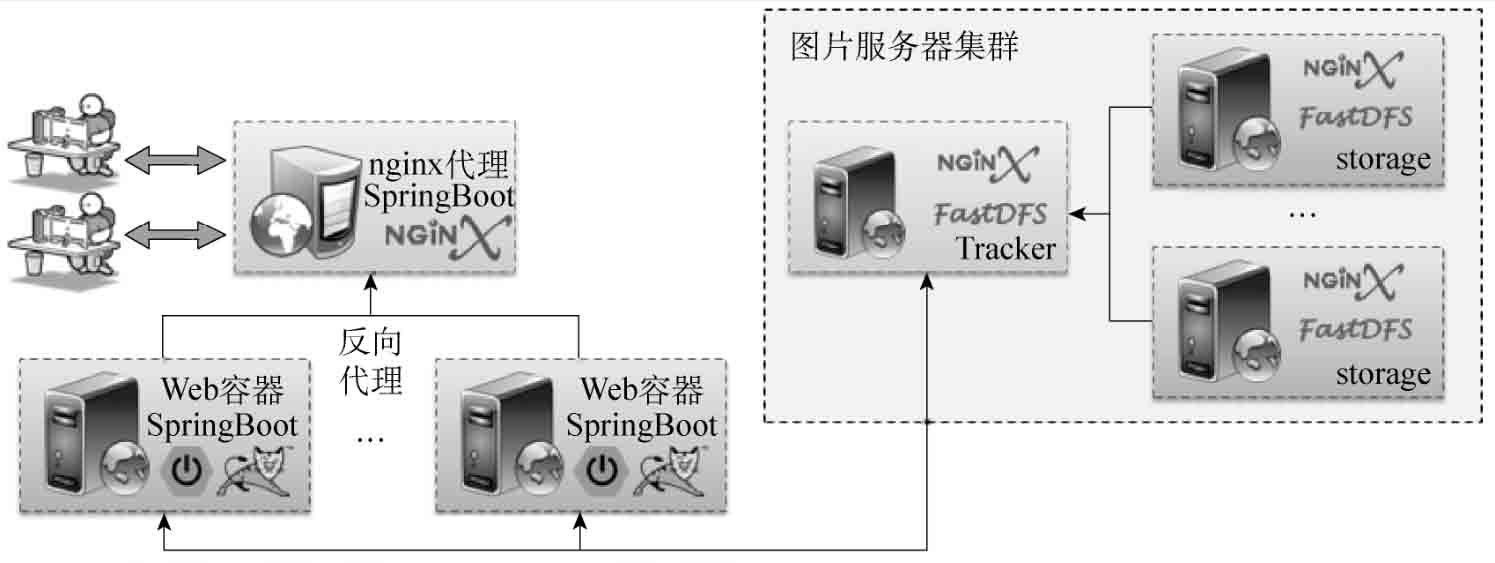 图片服务器集群
NGiNX
FastDFS
storage
nginx代理
SpringBoot
NGiNX
NGiNX
FastDFS
Tracker
...
NGiNX
FastDFS
storage
反向
代理
...
Web容器
SpringBoot
Web容器
SpringBoot